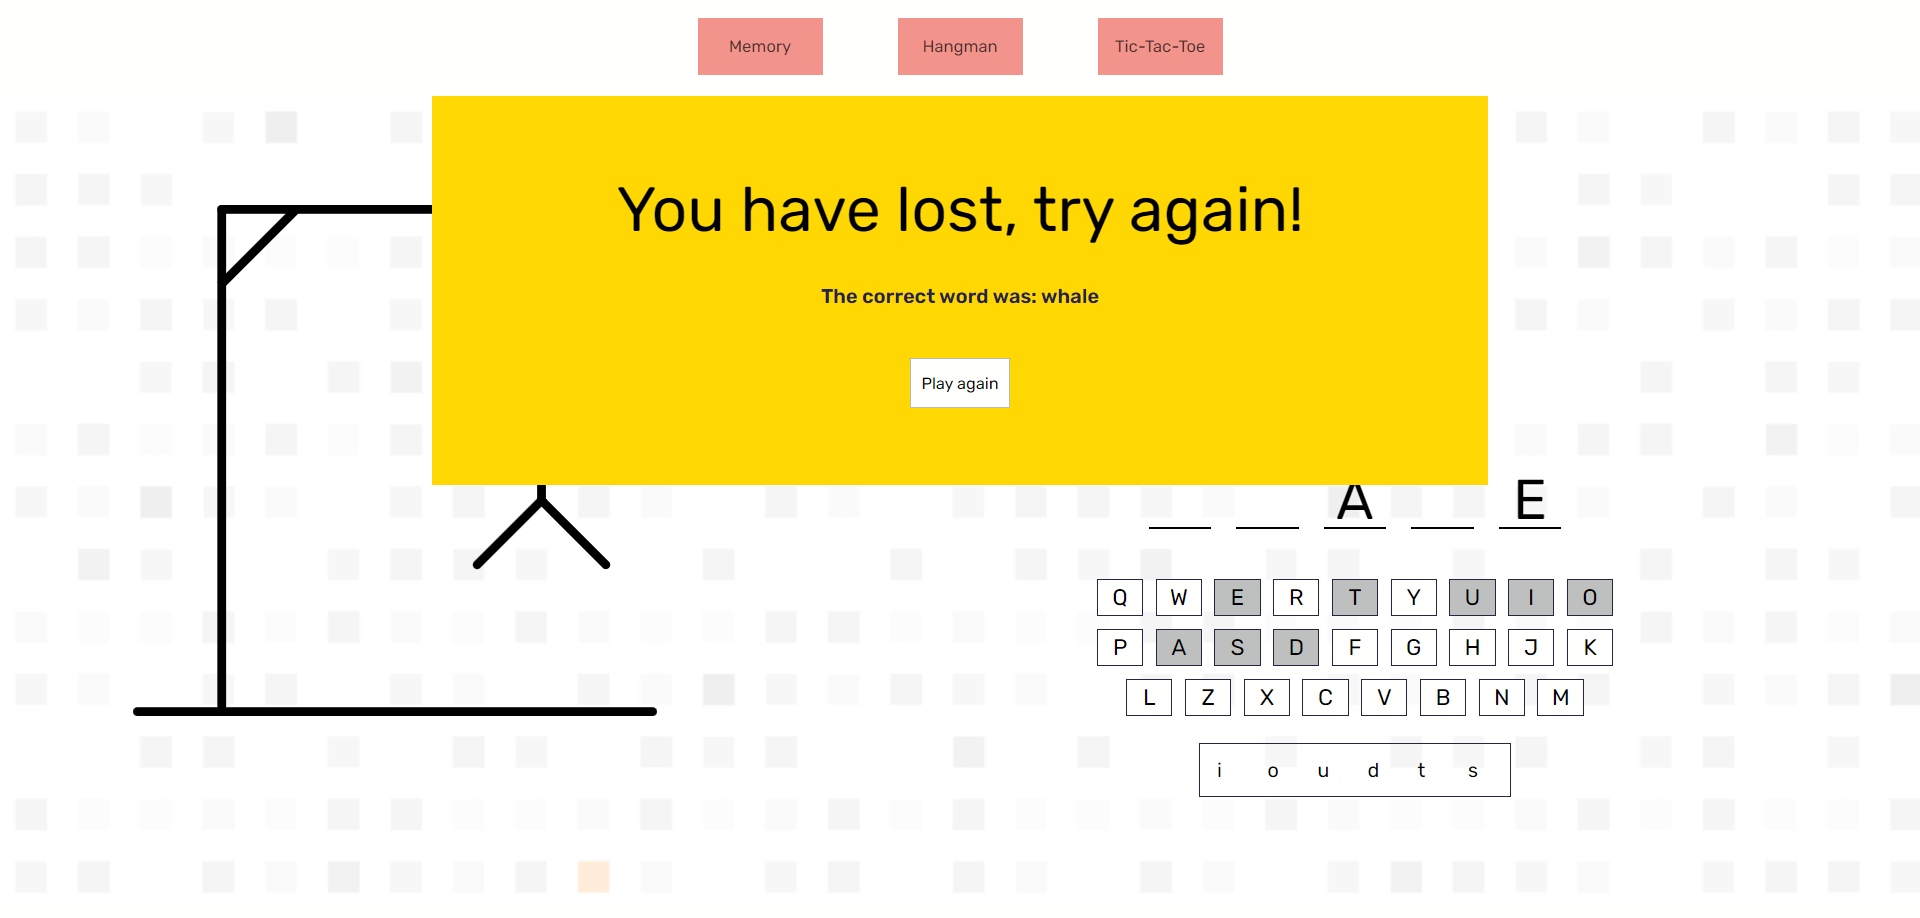 Memory Hangman Tic-Tac-Toe
You have lost, try again!
The correct word was: whale
Play again
A E
Q W E R T Y U I O
P A S D F G H J K
L Z X C V B N M
i o u d t s